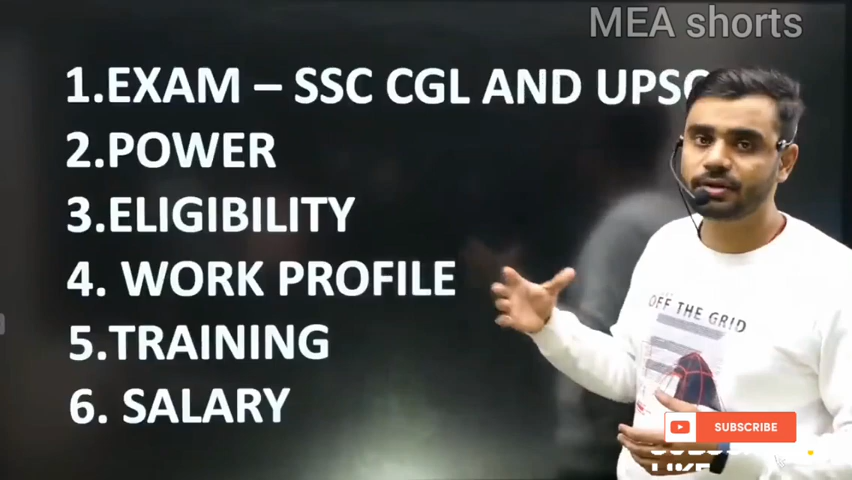 MEA shorts
1.EXAM – SSC CGL AND UPSC
2.POWER
3.ELIGIBILITY
4. WORK PROFILE
5.TRAINING
6. SALARY
OFF THE GRID
SUBSCRIBE
LIKE